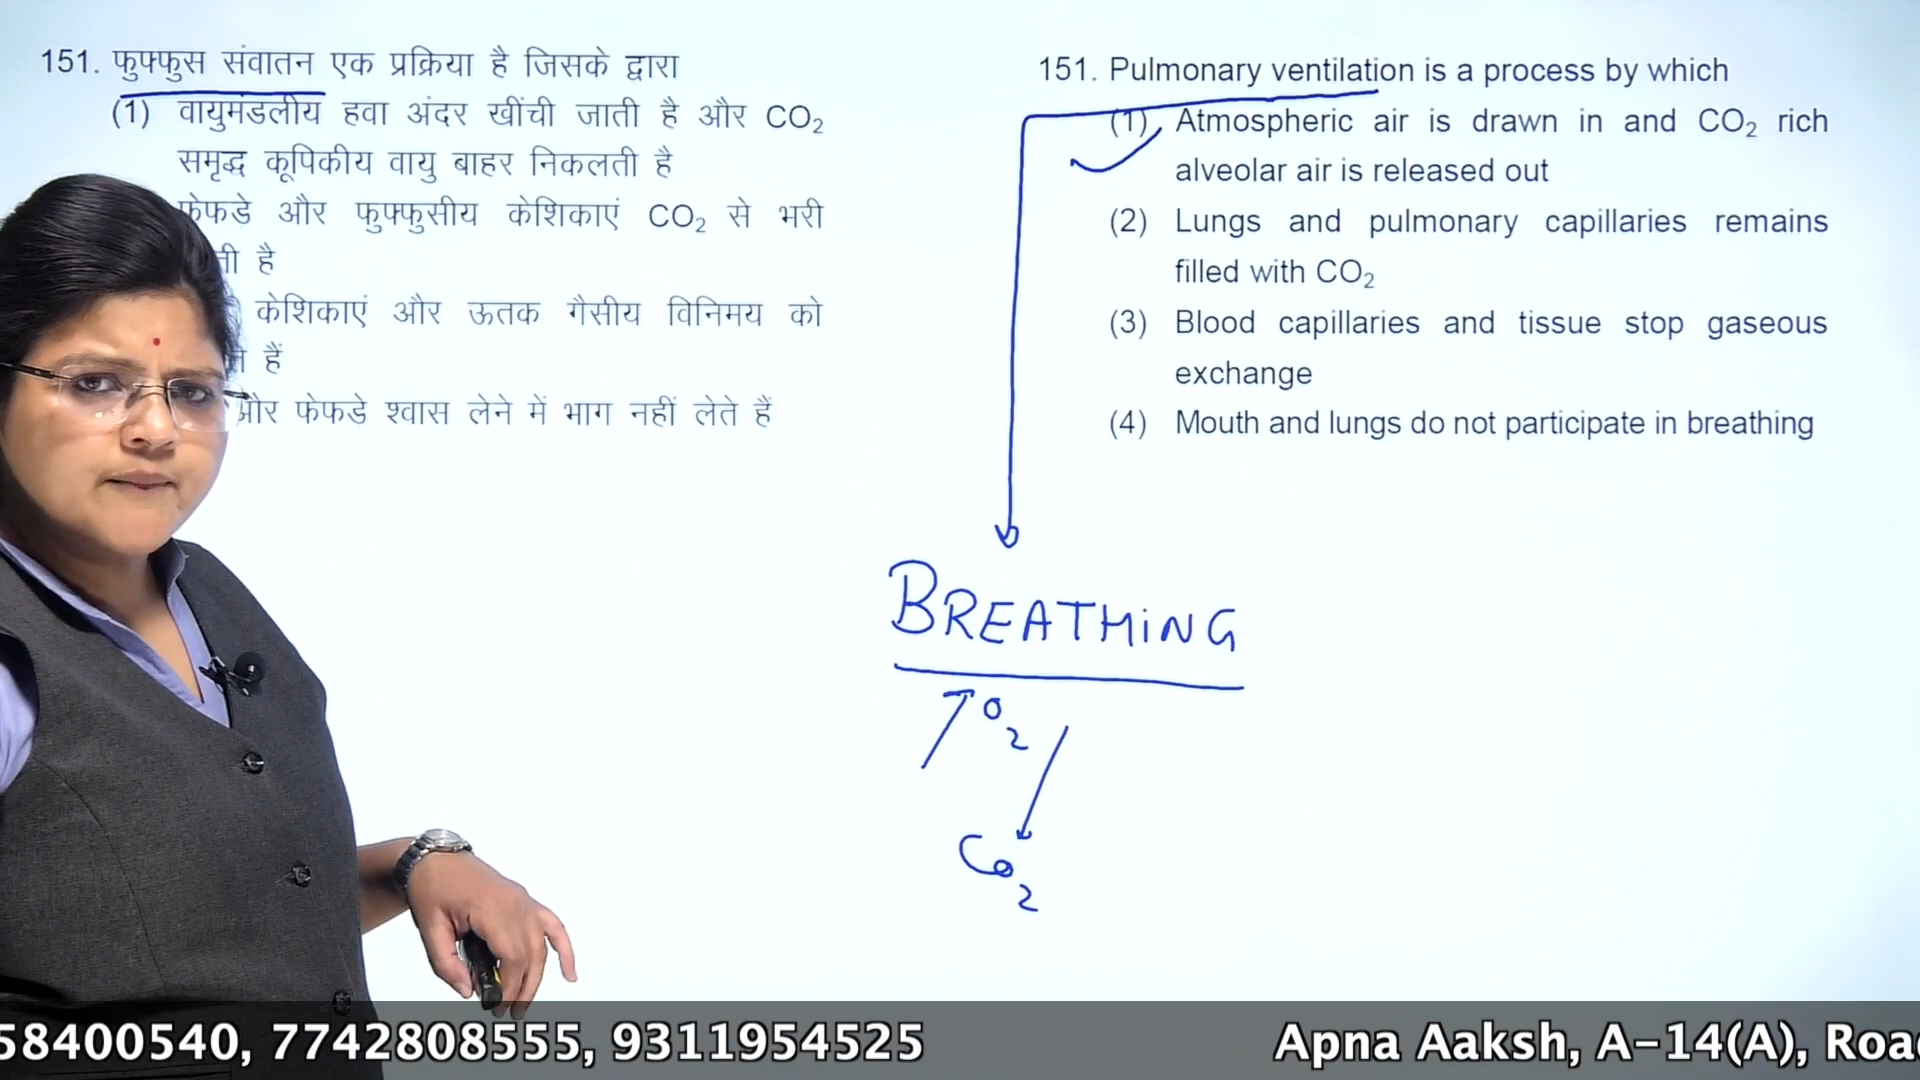 151. फुफ्फुस संवातन एक प्रक्रिया है जिसके द्वारा
(1) वायुमंडलीय हवा अंदर खींची जाती है और CO₂
समृद्ध कूपिकीय वायु बाहर निकलती है
फेफडे और फुफ्फुसीय केशिकाएं CO₂ से भरी
है
केशिकाएं और ऊतक गैसीय विनिमय को
हैं
और फेफडे श्वास लेने में भाग नहीं लेते हैं
151. Pulmonary ventilation is a process by which
(1) Atmospheric air is drawn in and CO₂ rich
alveolar air is released out
(2) Lungs and pulmonary capillaries remains
filled with CO₂
(3) Blood capillaries and tissue stop gaseous
exchange
(4) Mouth and lungs do not participate in breathing
BREATHING
O₂
CO₂
58400540, 7742808555, 9311954525
Apna Aaksh, A-14(A), Road